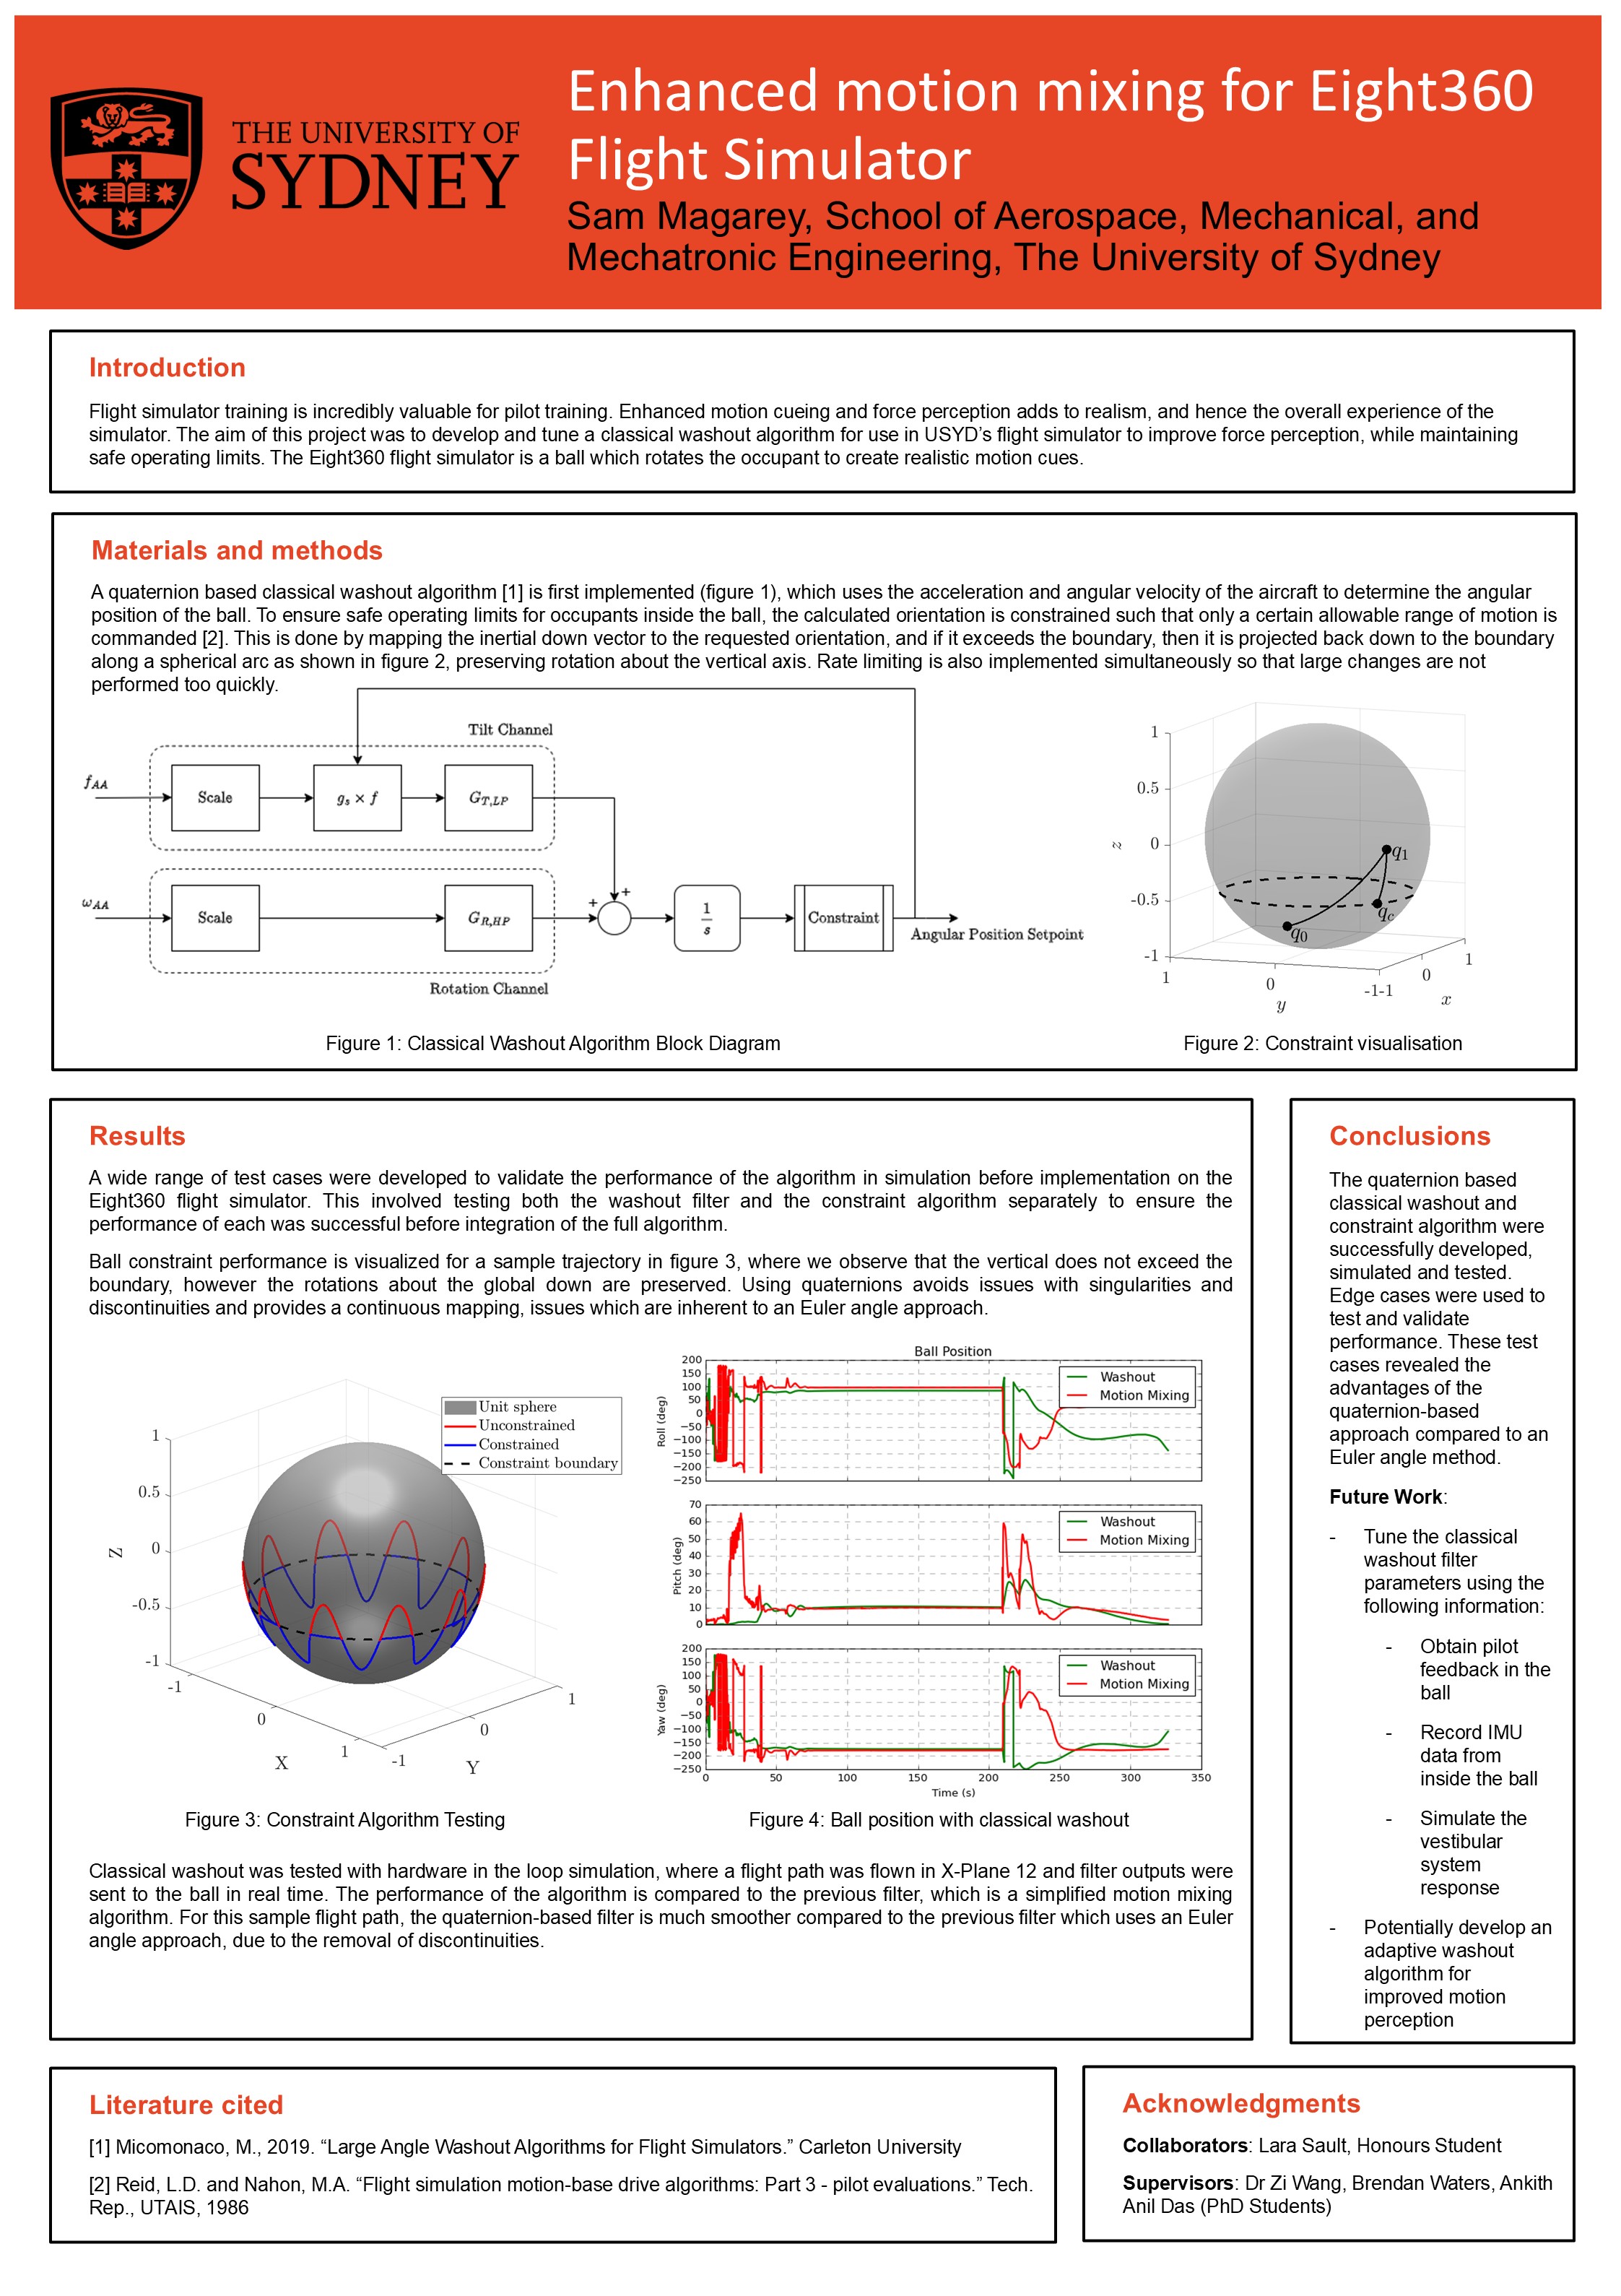 THE UNIVERSITY OF
SYDNEY
Enhanced motion mixing for Eight360
Flight Simulator
Sam Magarey, School of Aerospace, Mechanical, and
Mechatronic Engineering, The University of Sydney
Introduction
Flight simulator training is incredibly valuable for pilot training. Enhanced motion cueing and force perception adds to realism, and hence the overall experience of the
simulator. The aim of this project was to develop and tune a classical washout algorithm for use in USYD's flight simulator to improve force perception, while maintaining
safe operating limits. The Eight360 flight simulator is a ball which rotates the occupant to create realistic motion cues.
Materials and methods
A quaternion based classical washout algorithm [1] is first implemented (figure 1), which uses the acceleration and angular velocity of the aircraft to determine the angular
position of the ball. To ensure safe operating limits for occupants inside the ball, the calculated orientation is constrained such that only a certain allowable range of motion is
commanded [2]. This is done by mapping the inertial down vector to the requested orientation, and if it exceeds the boundary, then it is projected back down to the boundary
along a spherical arc as shown in figure 2, preserving rotation about the vertical axis. Rate limiting is also implemented simultaneously so that large changes are not
performed too quickly.
Tilt Channel
f_AA
Scale
g_s × f
G_T,LP
ω_AA
Scale
G_R,HP
+
+
1
s
Constraint
Angular Position Setpoint
Rotation Channel
Figure 1: Classical Washout Algorithm Block Diagram
1
0.5
0
-0.5
-1
z
q_1
q_c
q_0
1
0
-1
y
-1
0
1
x
Figure 2: Constraint visualisation
Results
A wide range of test cases were developed to validate the performance of the algorithm in simulation before implementation on the
Eight360 flight simulator. This involved testing both the washout filter and the constraint algorithm separately to ensure the
performance of each was successful before integration of the full algorithm.
Ball constraint performance is visualized for a sample trajectory in figure 3, where we observe that the vertical does not exceed the
boundary, however the rotations about the global down are preserved. Using quaternions avoids issues with singularities and
discontinuities and provides a continuous mapping, issues which are inherent to an Euler angle approach.
Unit sphere
Unconstrained
Constrained
Constraint boundary
1
0.5
0
-0.5
-1
Z
-1
0
1
X
-1
0
1
Y
Figure 3: Constraint Algorithm Testing
Ball Position
Roll (deg)
200
150
100
50
0
−50
−100
−150
−200
−250
Washout
Motion Mixing
Pitch (deg)
70
60
50
40
30
20
10
0
Washout
Motion Mixing
Yaw (deg)
200
150
100
50
0
−50
−100
−150
−200
−250
Washout
Motion Mixing
0 50 100 150 200 250 300 350
Time (s)
Figure 4: Ball position with classical washout
Classical washout was tested with hardware in the loop simulation, where a flight path was flown in X-Plane 12 and filter outputs were
sent to the ball in real time. The performance of the algorithm is compared to the previous filter, which is a simplified motion mixing
algorithm. For this sample flight path, the quaternion-based filter is much smoother compared to the previous filter which uses an Euler
angle approach, due to the removal of discontinuities.
Conclusions
The quaternion based
classical washout and
constraint algorithm were
successfully developed,
simulated and tested.
Edge cases were used to
test and validate
performance. These test
cases revealed the
advantages of the
quaternion-based
approach compared to an
Euler angle method.
Future Work:
- Tune the classical
washout filter
parameters using the
following information:
- Obtain pilot
feedback in the
ball
- Record IMU
data from
inside the ball
- Simulate the
vestibular
system
response
- Potentially develop an
adaptive washout
algorithm for
improved motion
perception
Literature cited
[1] Micomonaco, M., 2019. “Large Angle Washout Algorithms for Flight Simulators.” Carleton University
[2] Reid, L.D. and Nahon, M.A. “Flight simulation motion-base drive algorithms: Part 3 - pilot evaluations.” Tech.
Rep., UTAIS, 1986
Acknowledgments
Collaborators: Lara Sault, Honours Student
Supervisors: Dr Zi Wang, Brendan Waters, Ankith
Anil Das (PhD Students)